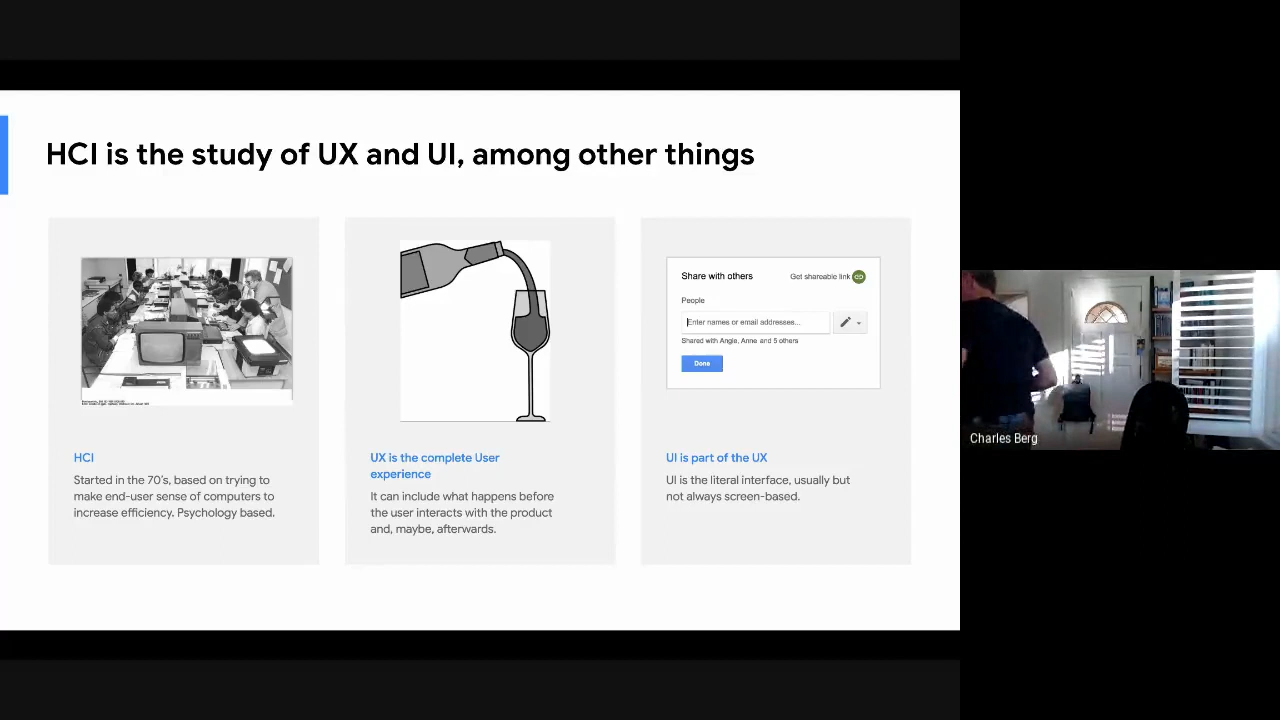 HCI is the study of UX and UI, among other things
Share with others
Get shareable link
People
Enter names or email addresses...
Shared with Angie, Anne and 5 others
Done
HCI
Started in the 70's, based on trying to
make end-user sense of computers to
increase efficiency. Psychology based.
UX is the complete User
experience
It can include what happens before
the user interacts with the product
and, maybe, afterwards.
UI is part of the UX
UI is the literal interface, usually but
not always screen-based.
Charles Berg